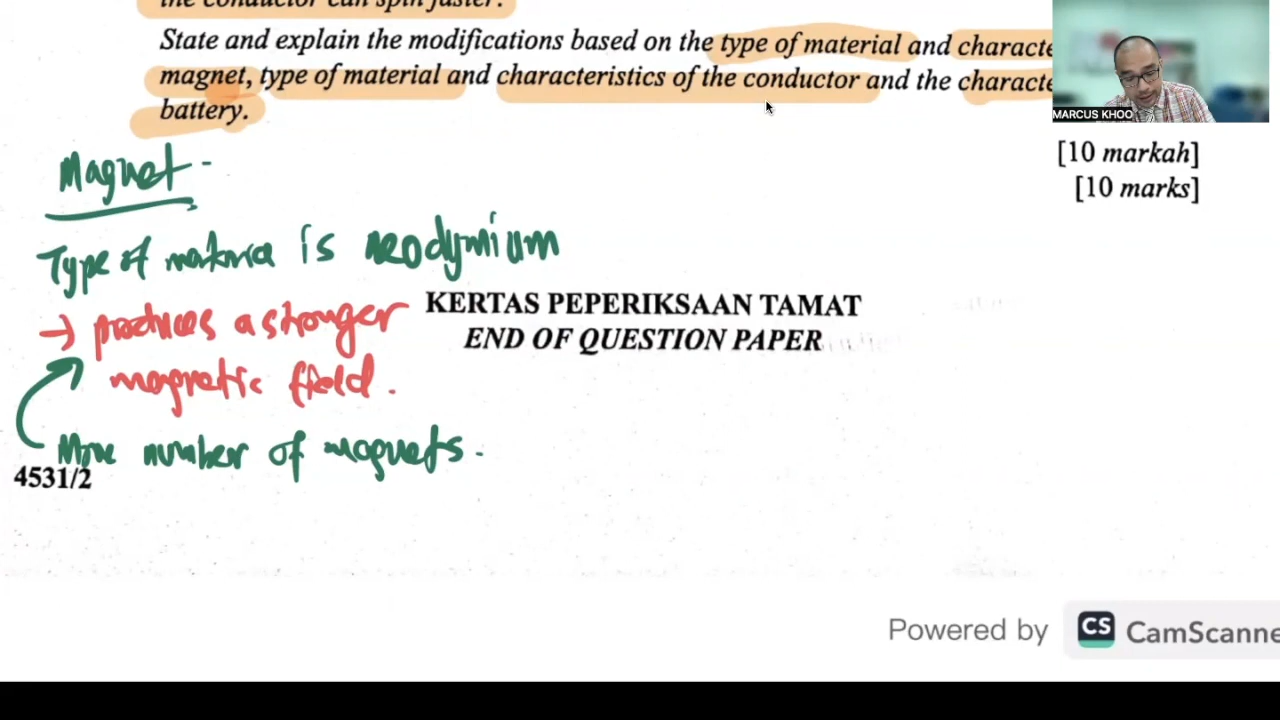 the conductor can spin faster.
State and explain the modifications based on the type of material and characte
magnet, type of material and characteristics of the conductor and the characte
battery.
MARCUS KHOO
[10 markah]
[10 marks]
Magnet -
Type of material is neodymium
→ produces a stronger
magnetic field.
More number of magnets.
KERTAS PEPERIKSAAN TAMAT
END OF QUESTION PAPER
4531/2
Powered by CS CamScanne